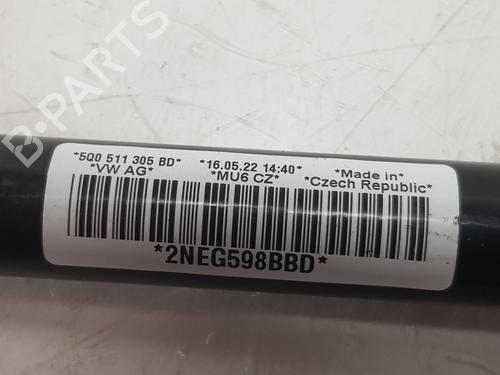 B-PARTS
*5Q0 511 305 BD* *16.05.22 14:40* *Made in*
*VW AG* *MU6 CZ* *Czech Republic*
*2NEG598BBD*
B-PARTS